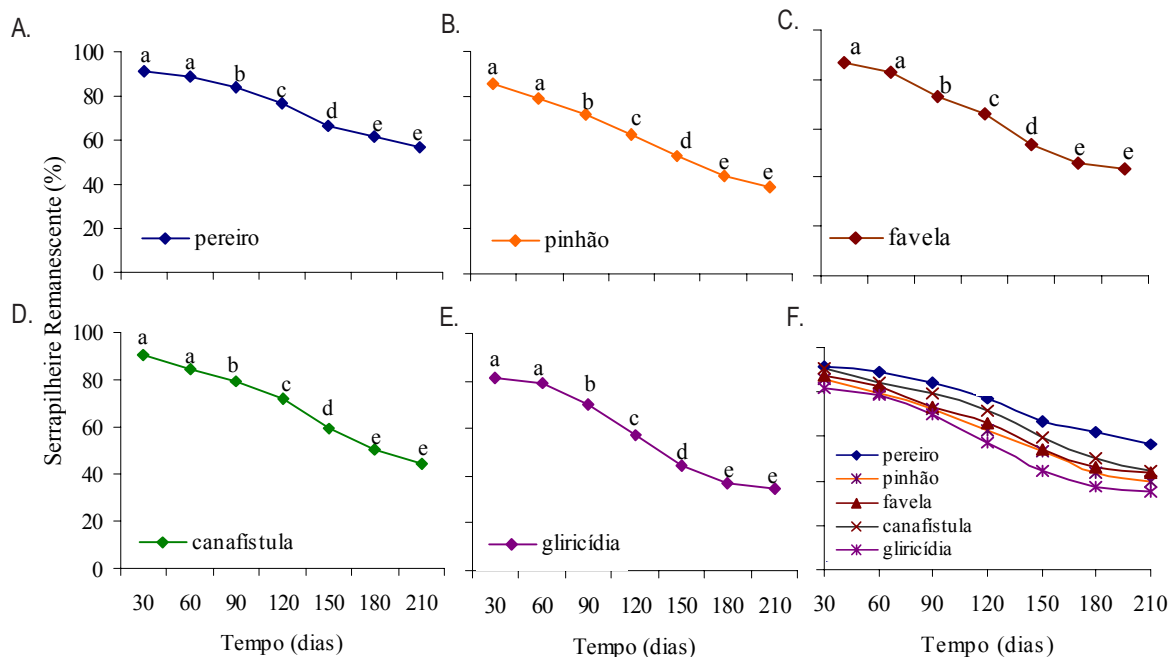 A.
100
80
60
40
20
0
a
a
b
c
d
e
e
pereiro
B.
a
a
b
c
d
e
e
pinhão
C.
a
a
b
c
d
e
e
favela
Serrapilheire Remanescente (%)
D.
100
80
60
40
20
0
a
a
b
c
d
e
e
canafístula
30 60 90 120 150 180 210
Tempo (dias)
E.
a
a
b
c
d
e
e
gliricídia
30 60 90 120 150 180 210
Tempo (dias)
F.
pereiro
pinhão
favela
canafístula
gliricídia
30 60 90 120 150 180 210
Tempo (dias)